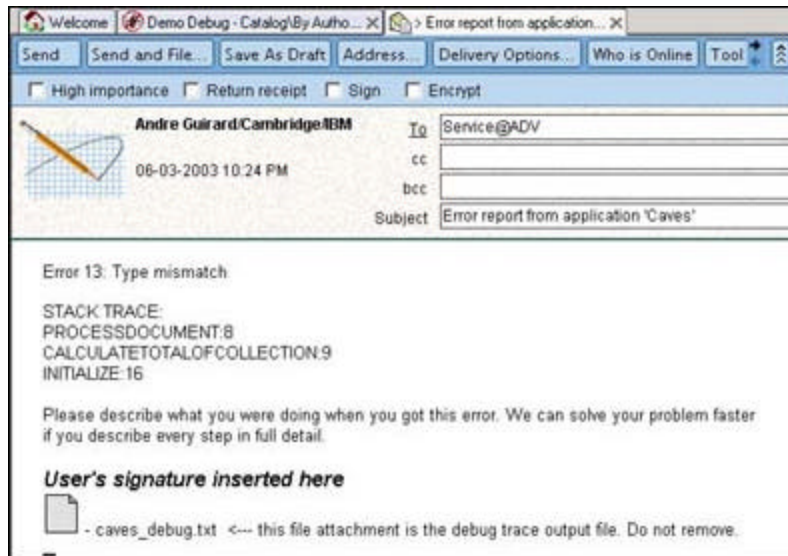 Welcome Demo Debug - Catalog\By Autho... > Error report from application...
Send Send and File... Save As Draft Address... Delivery Options... Who is Online Tool
High importance Return receipt Sign Encrypt
Andre Guirard/Cambridge/IBM
06-03-2003 10:24 PM
To Service@ADV
cc
bcc
Subject Error report from application 'Caves'
Error 13: Type mismatch
STACK TRACE:
PROCESSDOCUMENT:8
CALCULATETOTALOFCOLLECTION:9
INITIALIZE:16
Please describe what you were doing when you got this error. We can solve your problem faster
if you describe every step in full detail.
User's signature inserted here
- caves_debug.txt <--- this file attachment is the debug trace output file. Do not remove.